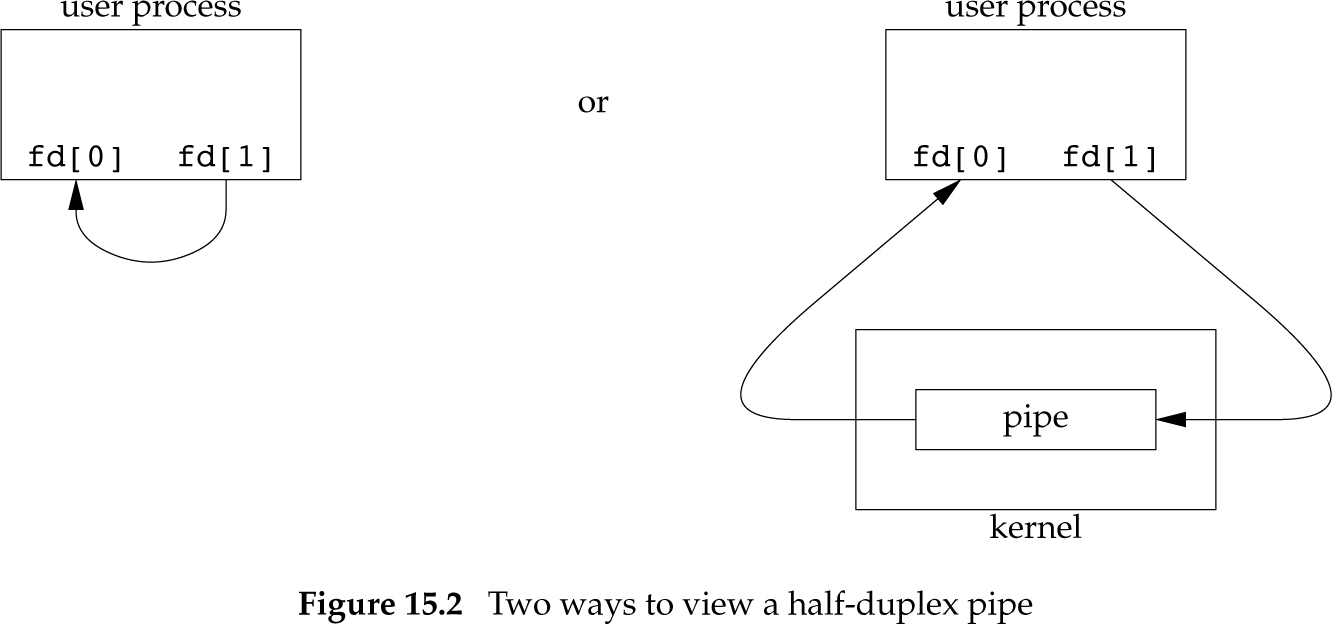 user process
user process
or
fd[0] fd[1]
fd[0] fd[1]
pipe
kernel
Figure 15.2 Two ways to view a half-duplex pipe